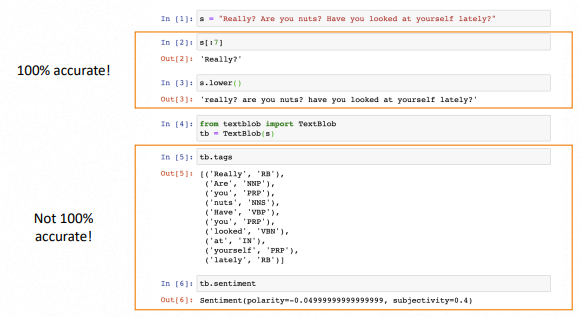 In [1]: s = "Really? Are you nuts? Have you looked at yourself lately?"
In [2]: s[:7]
Out[2]: 'Really?'
100% accurate!
In [3]: s.lower()
Out[3]: 'really? are you nuts? have you looked at yourself lately?'
In [4]: from textblob import TextBlob
tb = TextBlob(s)
In [5]: tb.tags
Out[5]: [('Really', 'RB'),
('Are', 'NNP'),
('you', 'PRP'),
('nuts', 'NNS'),
('Have', 'VBP'),
('you', 'PRP'),
('looked', 'VBN'),
('at', 'IN'),
('yourself', 'PRP'),
('lately', 'RB')]
Not 100%
accurate!
In [6]: tb.sentiment
Out[6]: Sentiment(polarity=-0.04999999999999999, subjectivity=0.4)